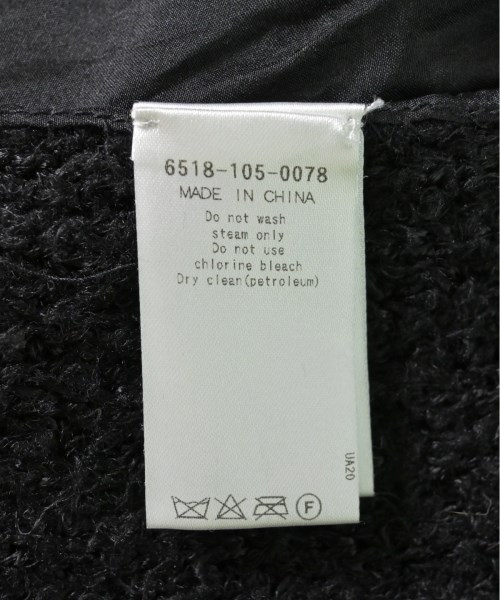 6518-105-0078
MADE IN CHINA
Do not wash
steam only
Do not use
chlorine bleach
Dry clean(petroleum)
UA20
F